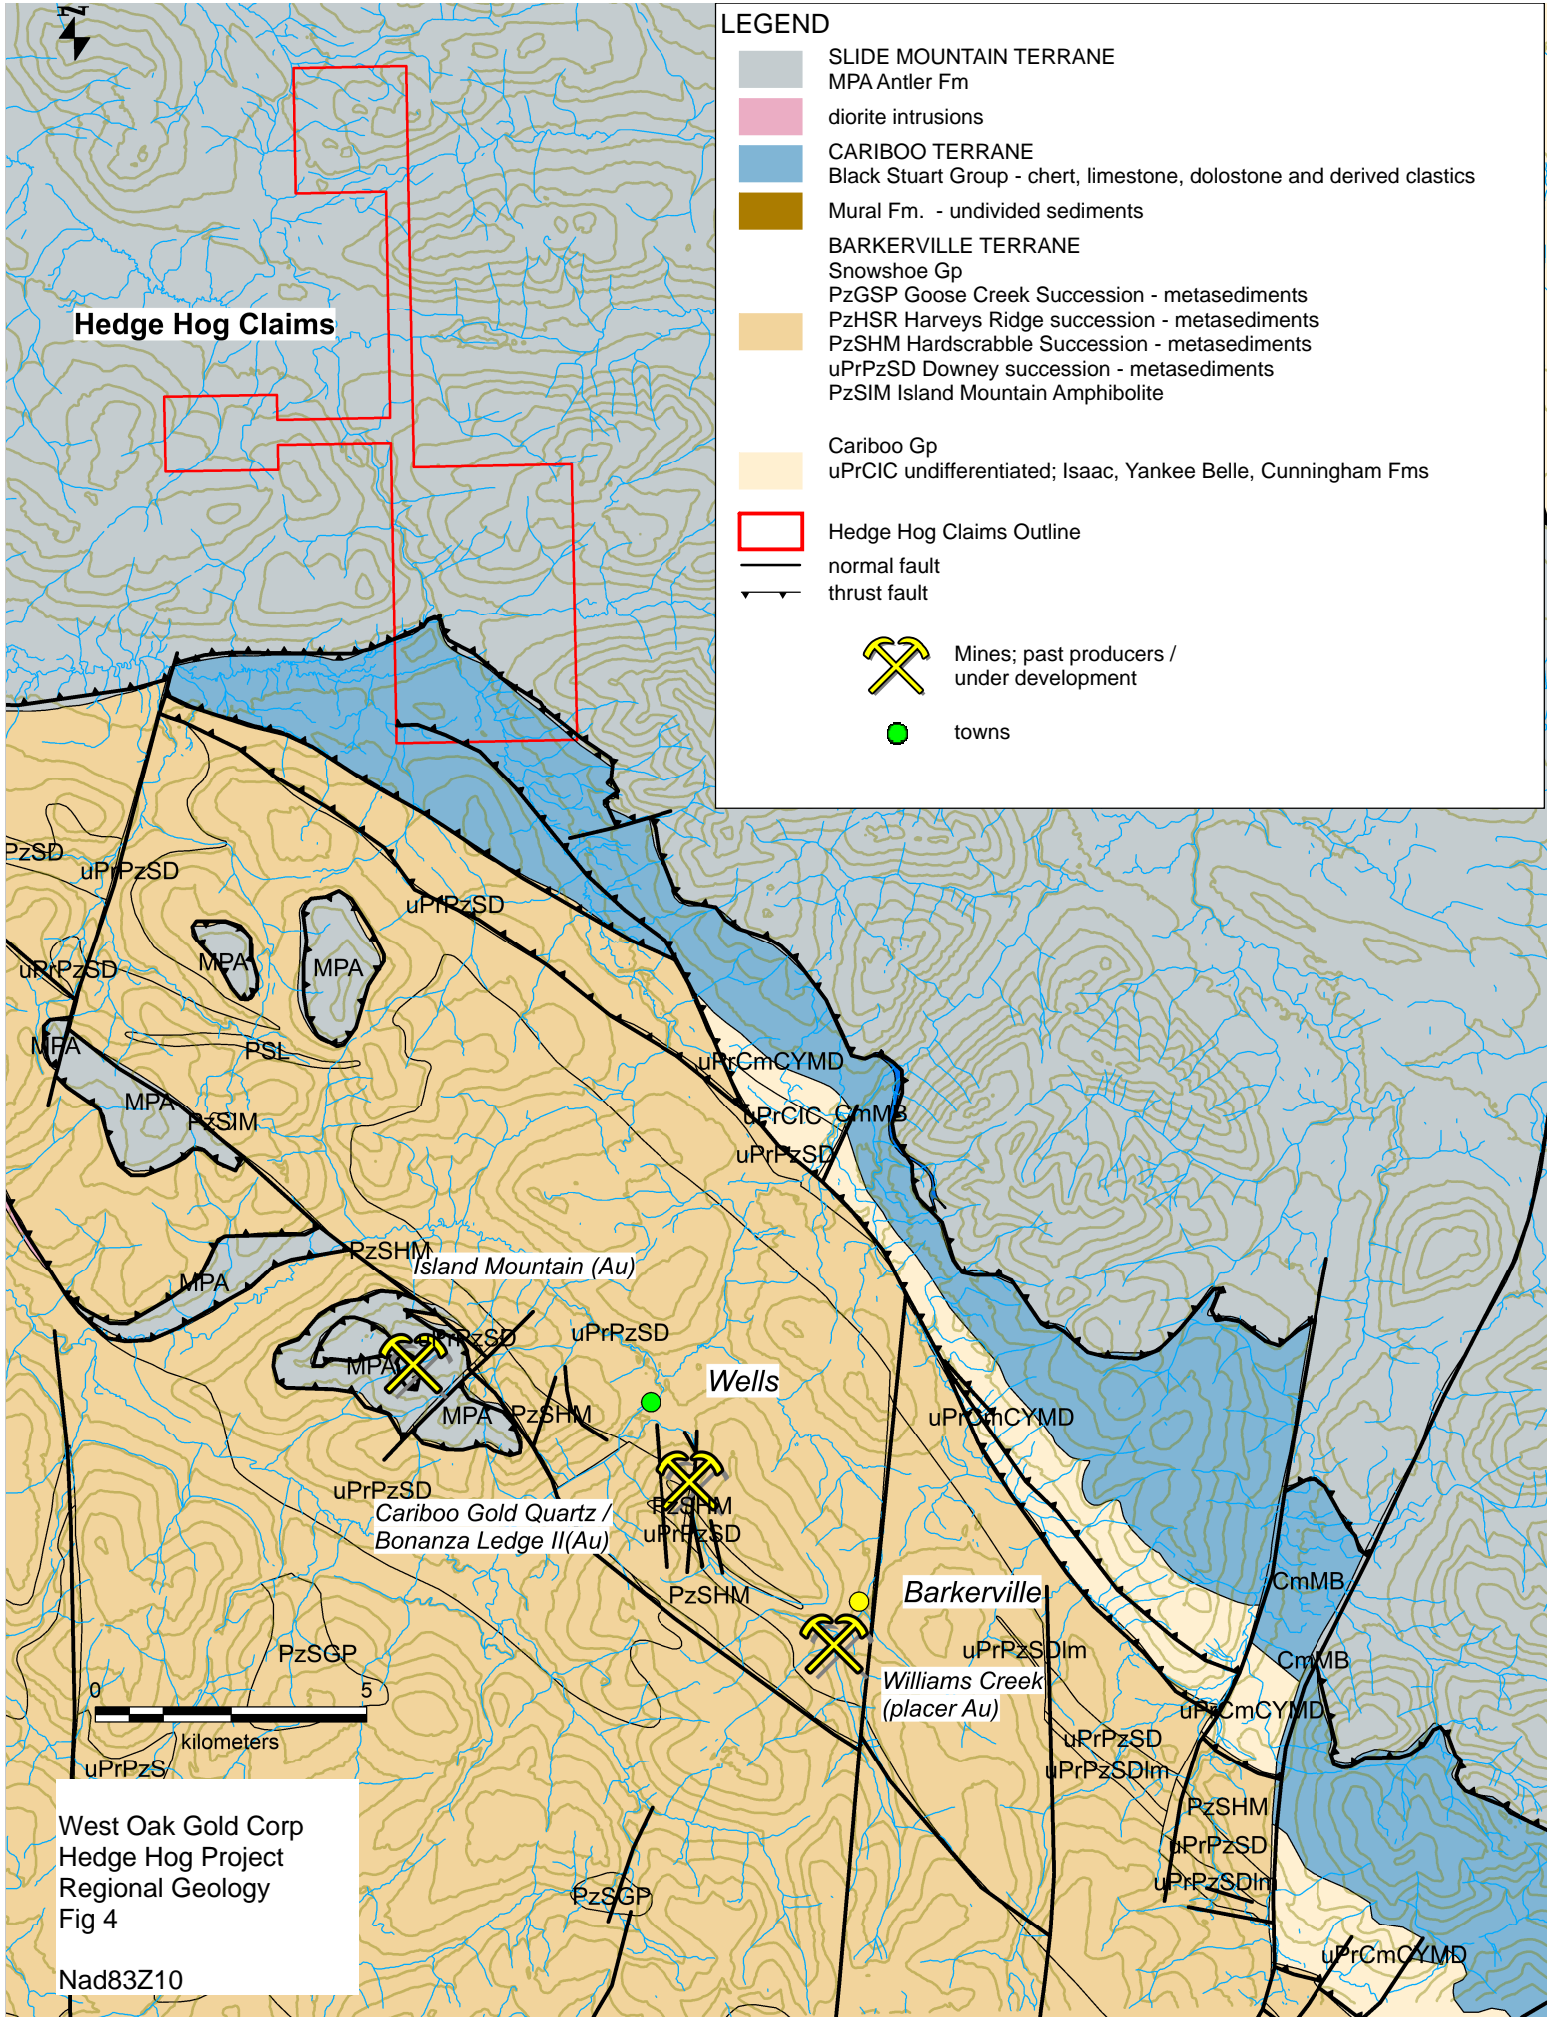 N
LEGEND
SLIDE MOUNTAIN TERRANE
MPA Antler Fm
diorite intrusions
CARIBOO TERRANE
Black Stuart Group - chert, limestone, dolostone and derived clastics
Mural Fm. - undivided sediments
BARKERVILLE TERRANE
Snowshoe Gp
PzGSP Goose Creek Succession - metasediments
PzHSR Harveys Ridge succession - metasediments
PzSHM Hardscrabble Succession - metasediments
uPrPzSD Downey succession - metasediments
PzSIM Island Mountain Amphibolite
Cariboo Gp
uPrCIC undifferentiated; Isaac, Yankee Belle, Cunningham Fms
Hedge Hog Claims Outline
normal fault
thrust fault
Mines; past producers /
under development
towns
Hedge Hog Claims
PzSD
uPrPzSD
uPrPzSD
uPrPzSD
MPA
MPA
MPA
PSL
uPrCmCYMD
MPA
PzSIM
uPrCIC
CmMB
uPrPzSD
PzSHM
Island Mountain (Au)
MPA
uPrPzSD
uPrPzSD
MPA
Wells
MPA
PzSHM
uPrCmCYMD
uPrPzSD
Cariboo Gold Quartz /
Bonanza Ledge II(Au)
PzSHM
uPrPzSD
PzSHM
CmMB
Barkerville
uPrPzSDlm
PzSGP
CmMB
Williams Creek
(placer Au)
uPrCmCYMD
0 5
kilometers
uPrPzSD
uPrPzS
uPrPzSDlm
PzSHM
uPrPzSD
uPrPzSDlm
PzSGP
uPrCmCYMD
West Oak Gold Corp
Hedge Hog Project
Regional Geology
Fig 4
Nad83Z10